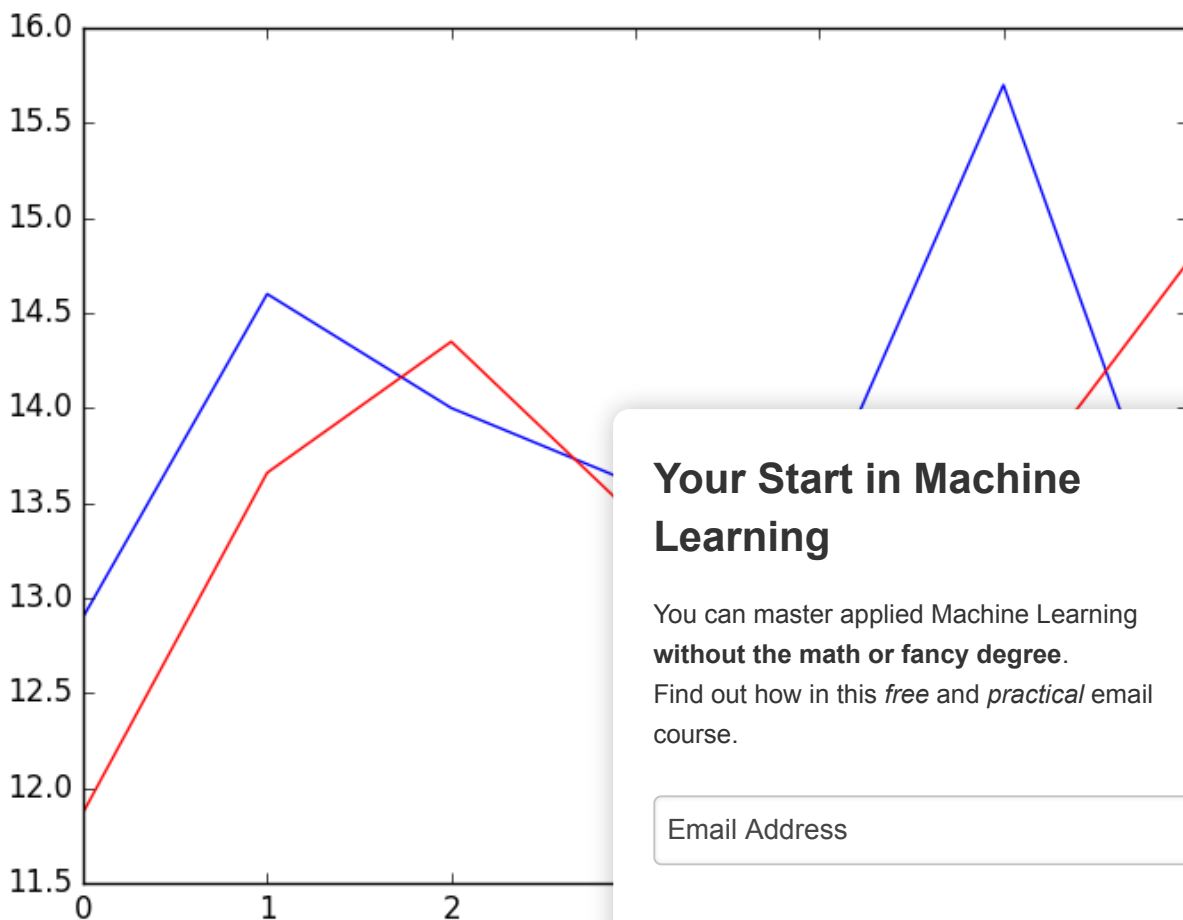 16.0
15.5
15.0
14.5
14.0
13.5
13.0
12.5
12.0
11.5
0 1 2
Your Start in Machine
Learning
You can master applied Machine Learning
without the math or fancy degree.
Find out how in this free and practical email
course.
Email Address